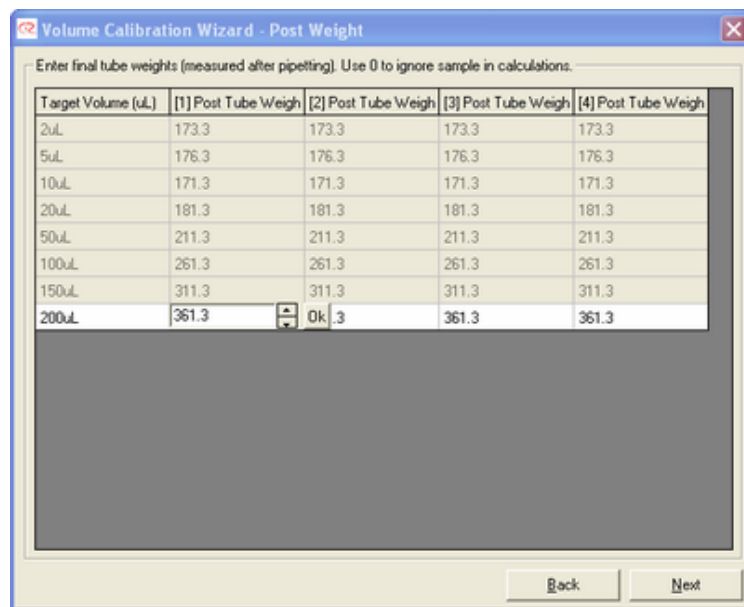 Volume Calibration Wizard - Post Weight
Enter final tube weights (measured after pipetting). Use 0 to ignore sample in calculations.
Target Volume (uL) [1] Post Tube Weigh [2] Post Tube Weigh [3] Post Tube Weigh [4] Post Tube Weigh
2uL 173.3 173.3 173.3 173.3
5uL 176.3 176.3 176.3 176.3
10uL 171.3 171.3 171.3 171.3
20uL 181.3 181.3 181.3 181.3
50uL 211.3 211.3 211.3 211.3
100uL 261.3 261.3 261.3 261.3
150uL 311.3 311.3 311.3 311.3
200uL 361.3 Ok .3 361.3 361.3
Back Next